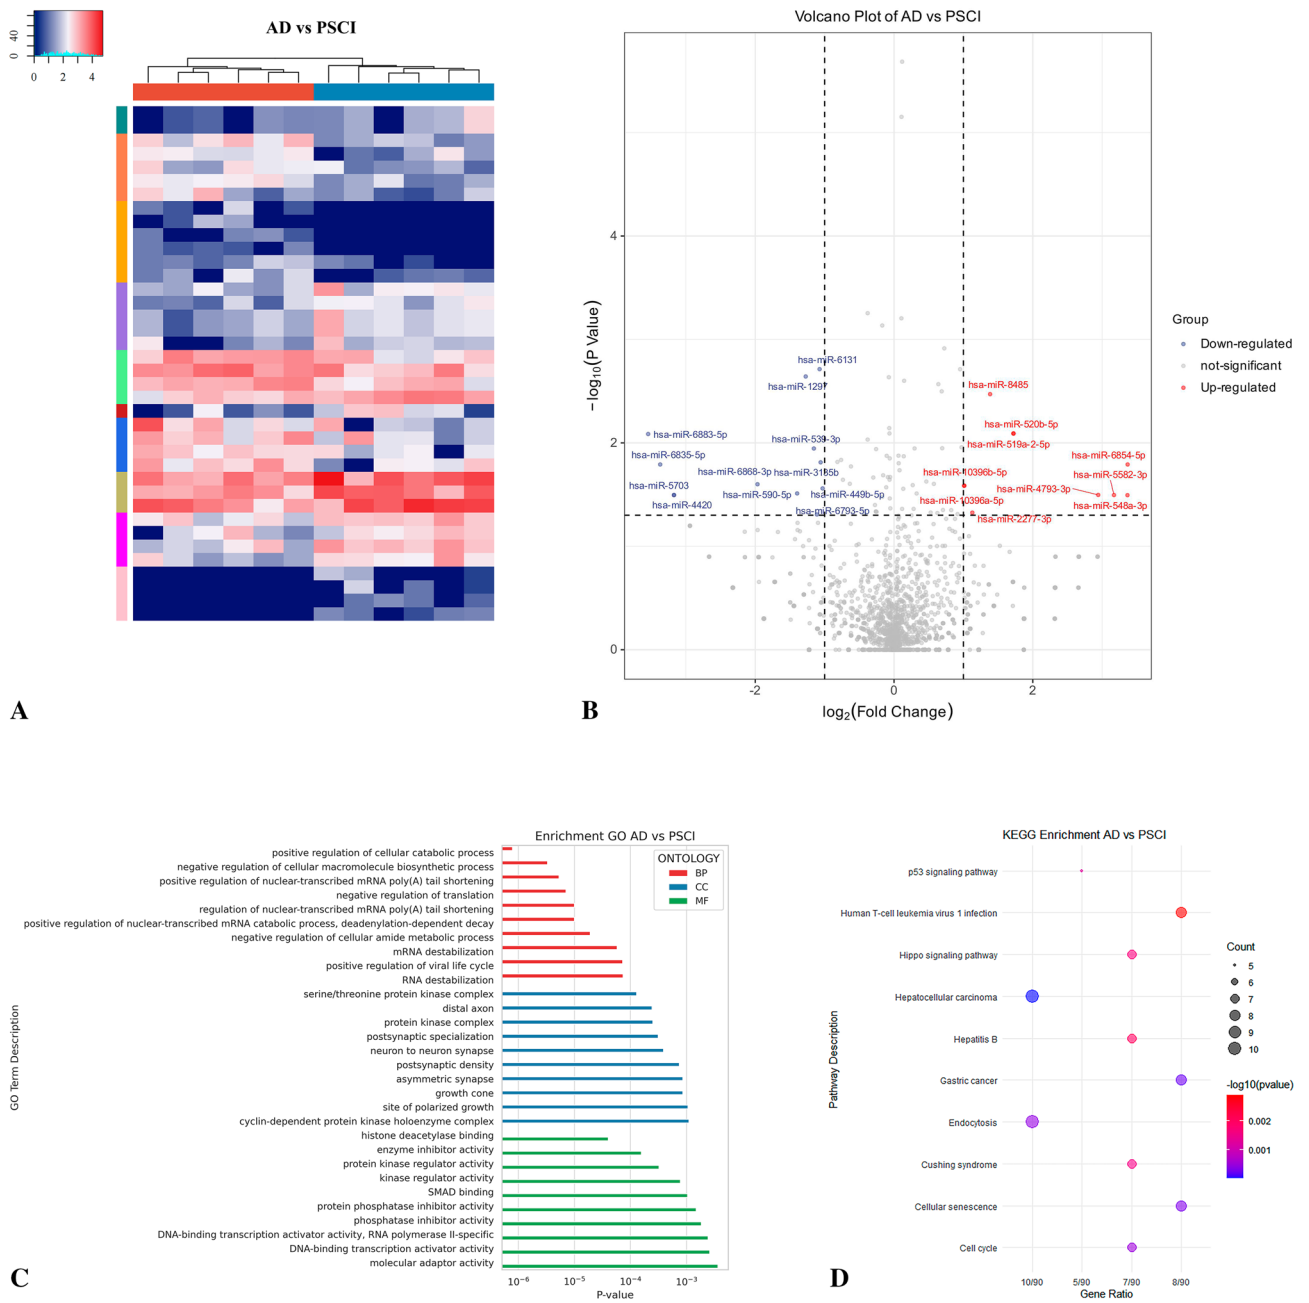 AD vs PSCI
0 40
0 2 4
A
Volcano Plot of AD vs PSCI
−log10(P Value)
4
2
0
hsa-miR-6131
hsa-miR-1297
hsa-miR-8485
hsa-miR-6883-5p
hsa-miR-539-3p
hsa-miR-520b-5p
hsa-miR-519a-2-5p
hsa-miR-6835-5p
hsa-miR-6854-5p
hsa-miR-6868-3p
hsa-miR-3185b
hsa-miR-10396b-5p
hsa-miR-5582-3p
hsa-miR-5703
hsa-miR-590-5p
hsa-miR-449b-5p
hsa-miR-4793-3p
hsa-miR-10396a-5p
hsa-miR-4420
hsa-miR-6793-5p
hsa-miR-548a-3p
hsa-miR-2277-3p
-2 0 2
log2(Fold Change)
Group
Down-regulated
not-significant
Up-regulated
B
Enrichment GO AD vs PSCI
GO Term Description
positive regulation of cellular catabolic process
negative regulation of cellular macromolecule biosynthetic process
positive regulation of nuclear-transcribed mRNA poly(A) tail shortening
negative regulation of translation
regulation of nuclear-transcribed mRNA poly(A) tail shortening
positive regulation of nuclear-transcribed mRNA catabolic process, deadenylation-dependent decay
negative regulation of cellular amide metabolic process
mRNA destabilization
positive regulation of viral life cycle
RNA destabilization
serine/threonine protein kinase complex
distal axon
protein kinase complex
postsynaptic specialization
neuron to neuron synapse
postsynaptic density
asymmetric synapse
growth cone
site of polarized growth
cyclin-dependent protein kinase holoenzyme complex
histone deacetylase binding
enzyme inhibitor activity
protein kinase regulator activity
kinase regulator activity
SMAD binding
protein phosphatase inhibitor activity
phosphatase inhibitor activity
DNA-binding transcription activator activity, RNA polymerase II-specific
DNA-binding transcription activator activity
molecular adaptor activity
ONTOLOGY
BP
CC
MF
10−6 10−5 10−4 10−3
P-value
C
KEGG Enrichment AD vs PSCI
Pathway Description
p53 signaling pathway
Human T-cell leukemia virus 1 infection
Hippo signaling pathway
Hepatocellular carcinoma
Hepatitis B
Gastric cancer
Endocytosis
Cushing syndrome
Cellular senescence
Cell cycle
10/90 5/90 7/90 8/90
Gene Ratio
Count
5
6
7
8
9
10
-log10(pvalue)
0.002
0.001
D